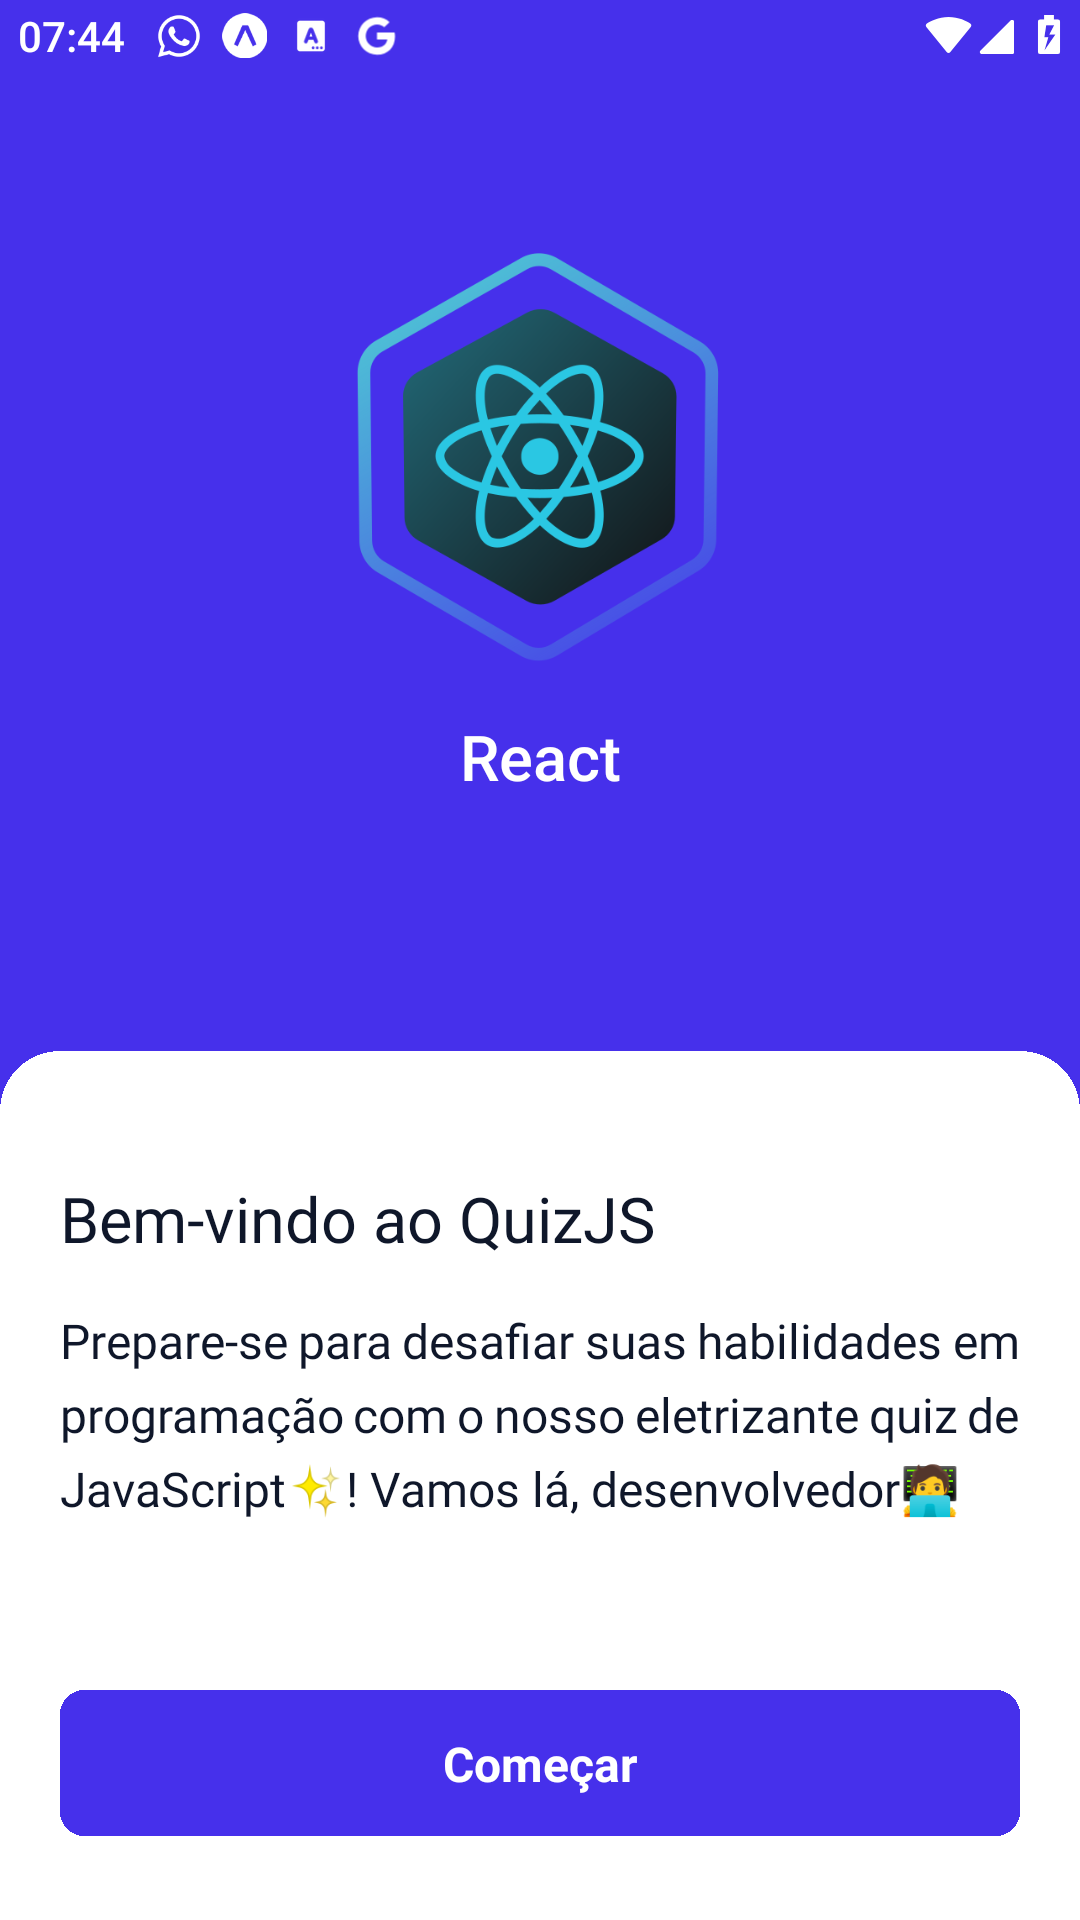 07:44
React
Bem-vindo ao QuizJS
Prepare-se para desafiar suas habilidades em
programação com o nosso eletrizante quiz de
JavaScript✨! Vamos lá, desenvolvedor🧑‍💻
Começar